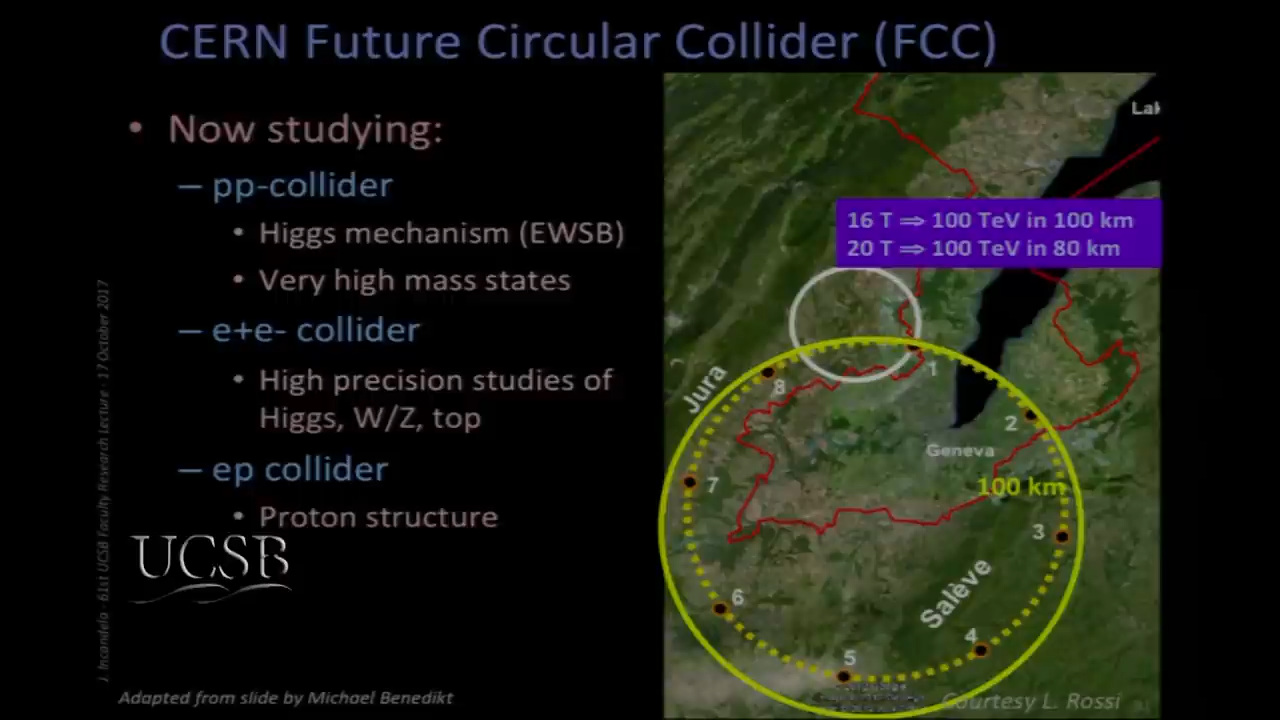 CERN Future Circular Collider (FCC)
• Now studying:
– pp-collider
• Higgs mechanism (EWSB)
• Very high mass states
– e+e- collider
• High precision studies of
Higgs, W/Z, top
– ep collider
• Proton structure
UCSB
J. Incandela - 61st UCSB Faculty Research Lecture - 17 October 2017
Adapted from slide by Michael Benedikt
Lak
16 T ⇒ 100 TeV in 100 km
20 T ⇒ 100 TeV in 80 km
Jura
8
1
2
Geneva
7
100 km
3
Salève
6
4
5
Courtesy L. Rossi